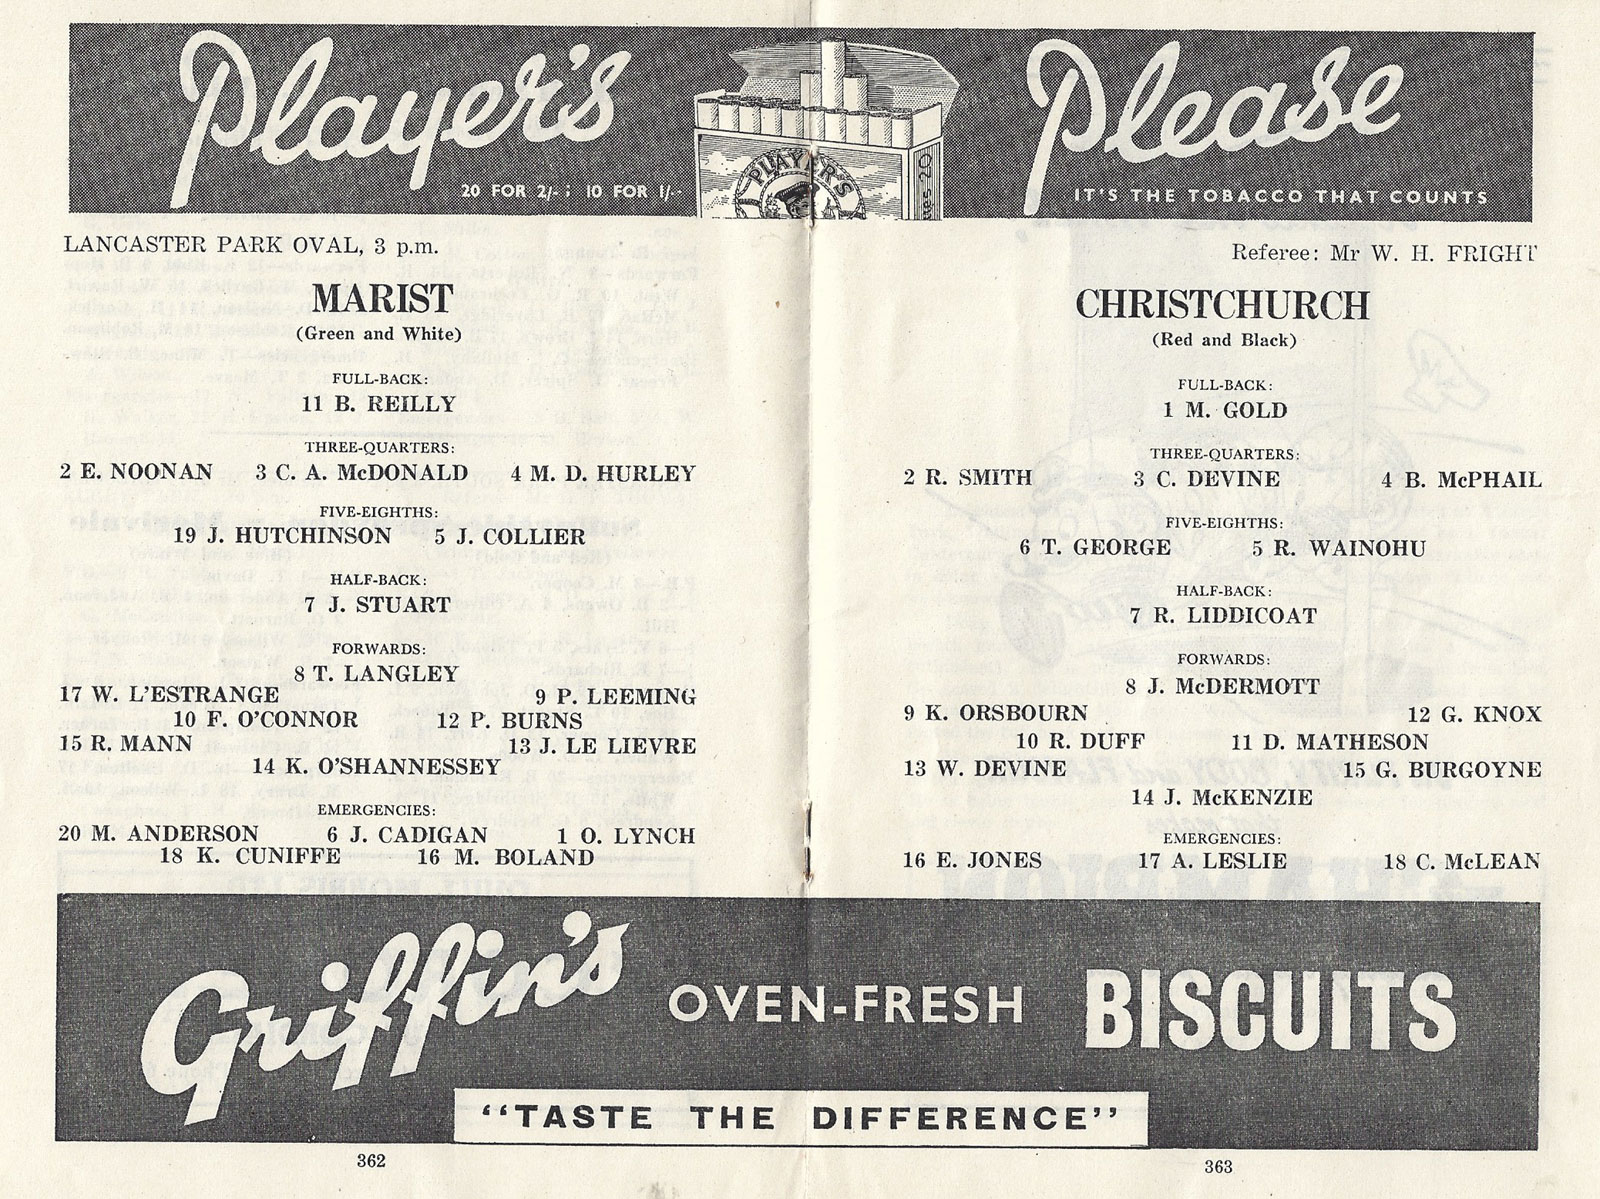 Player's Please
20 FOR 2/-; 10 FOR 1/-
PLAYER'S
IT'S THE TOBACCO THAT COUNTS
LANCASTER PARK OVAL, 3 p.m.
MARIST
(Green and White)
FULL-BACK:
11 B. REILLY
THREE-QUARTERS:
2 E. NOONAN 3 C. A. McDONALD 4 M. D. HURLEY
FIVE-EIGHTHS:
19 J. HUTCHINSON 5 J. COLLIER
HALF-BACK:
7 J. STUART
FORWARDS:
8 T. LANGLEY
17 W. L'ESTRANGE 9 P. LEEMING
10 F. O'CONNOR 12 P. BURNS
15 R. MANN 13 J. LE LIEVRE
14 K. O'SHANNESSEY
EMERGENCIES:
20 M. ANDERSON 6 J. CADIGAN 1 O. LYNCH
18 K. CUNIFFE 16 M. BOLAND
Referee: Mr W. H. FRIGHT
CHRISTCHURCH
(Red and Black)
FULL-BACK:
1 M. GOLD
THREE-QUARTERS:
2 R. SMITH 3 C. DEVINE 4 B. McPHAIL
FIVE-EIGHTHS:
6 T. GEORGE 5 R. WAINOHU
HALF-BACK:
7 R. LIDDICOAT
FORWARDS:
8 J. McDERMOTT
9 K. ORSBOURN 12 G. KNOX
10 R. DUFF 11 D. MATHESON
13 W. DEVINE 15 G. BURGOYNE
14 J. McKENZIE
EMERGENCIES:
16 E. JONES 17 A. LESLIE 18 C. McLEAN
Griffin's OVEN-FRESH BISCUITS
"TASTE THE DIFFERENCE"
362
363